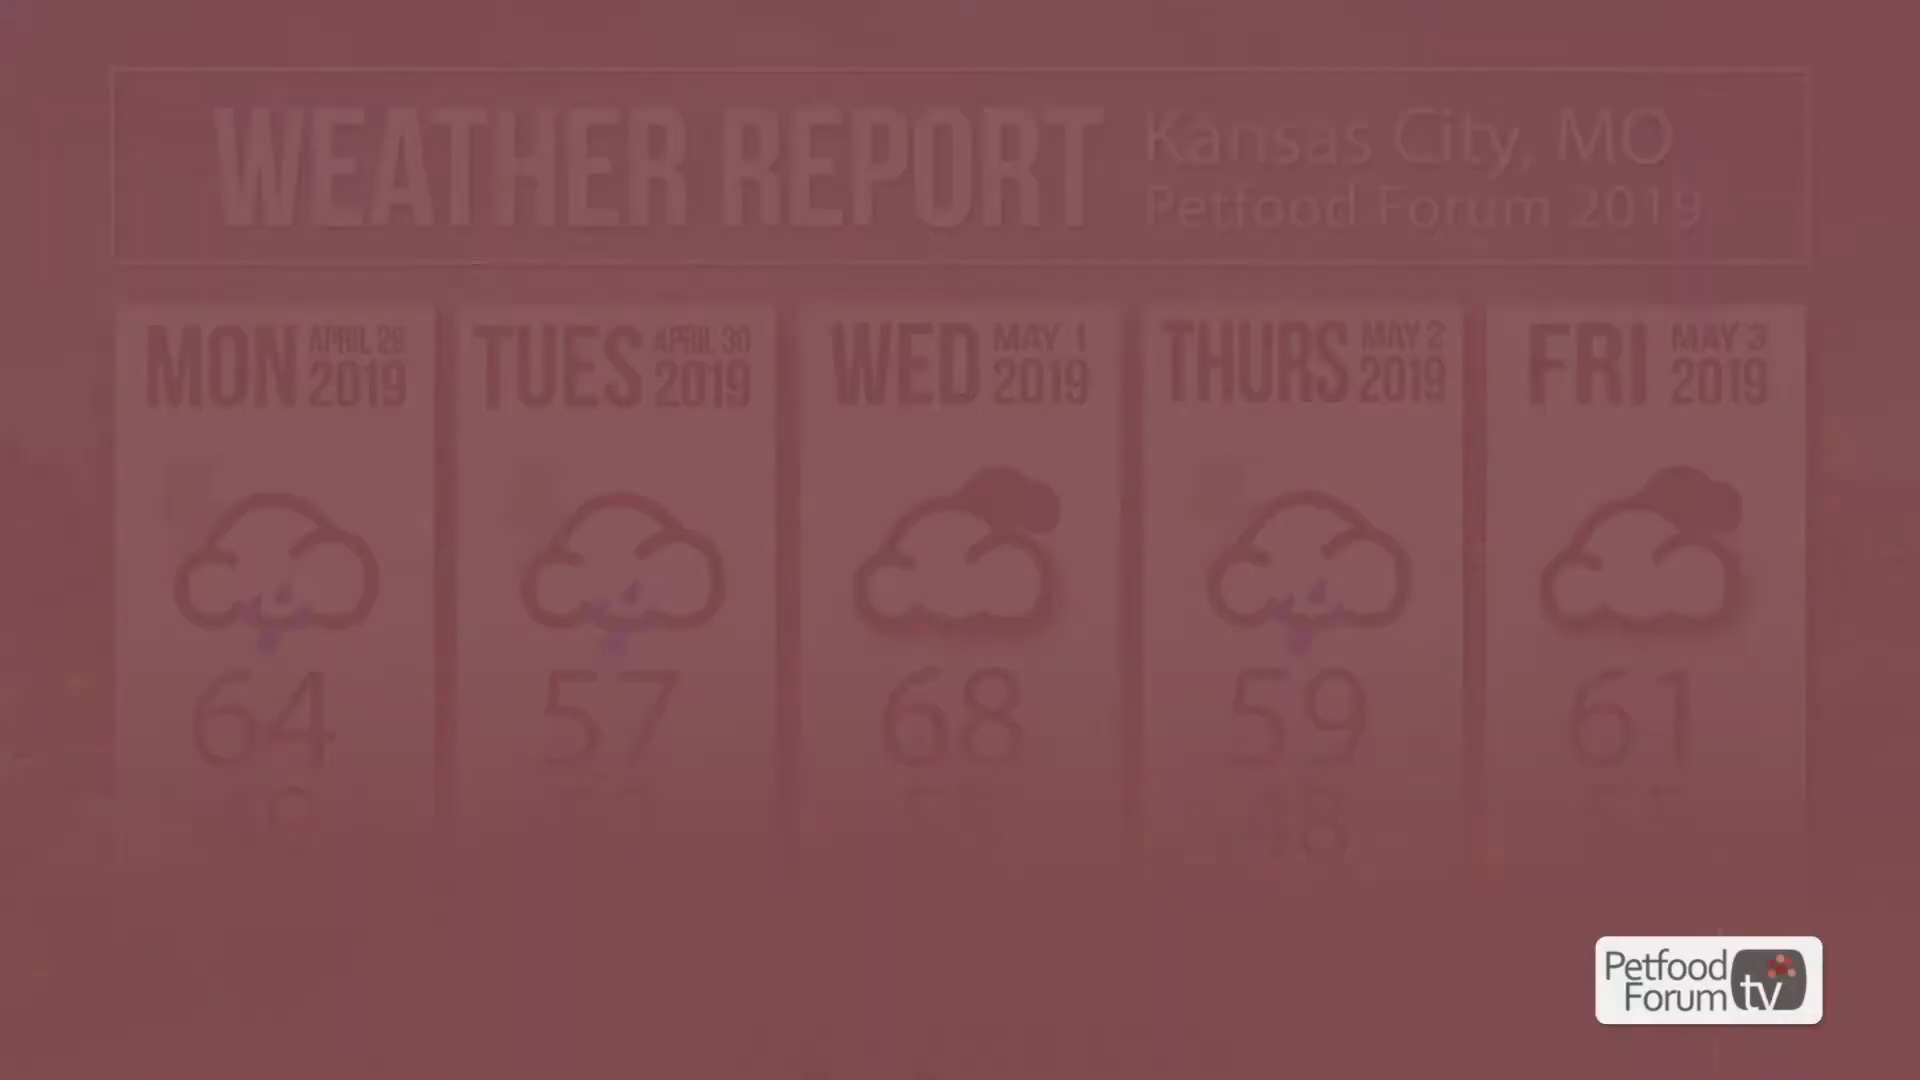 WEATHER REPORT
Kansas City, MO
Petfood Forum 2019
MON APRIL 29 2019
TUES APRIL 30 2019
WED MAY 1 2019
THURS MAY 2 2019
FRI MAY 3 2019
64
57
68
59
61
Petfood
Forum tv